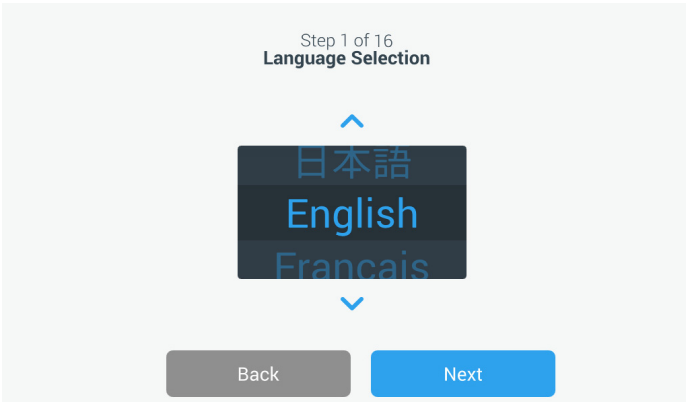 Step 1 of 16
Language Selection
日本語
English
Francais
Back
Next